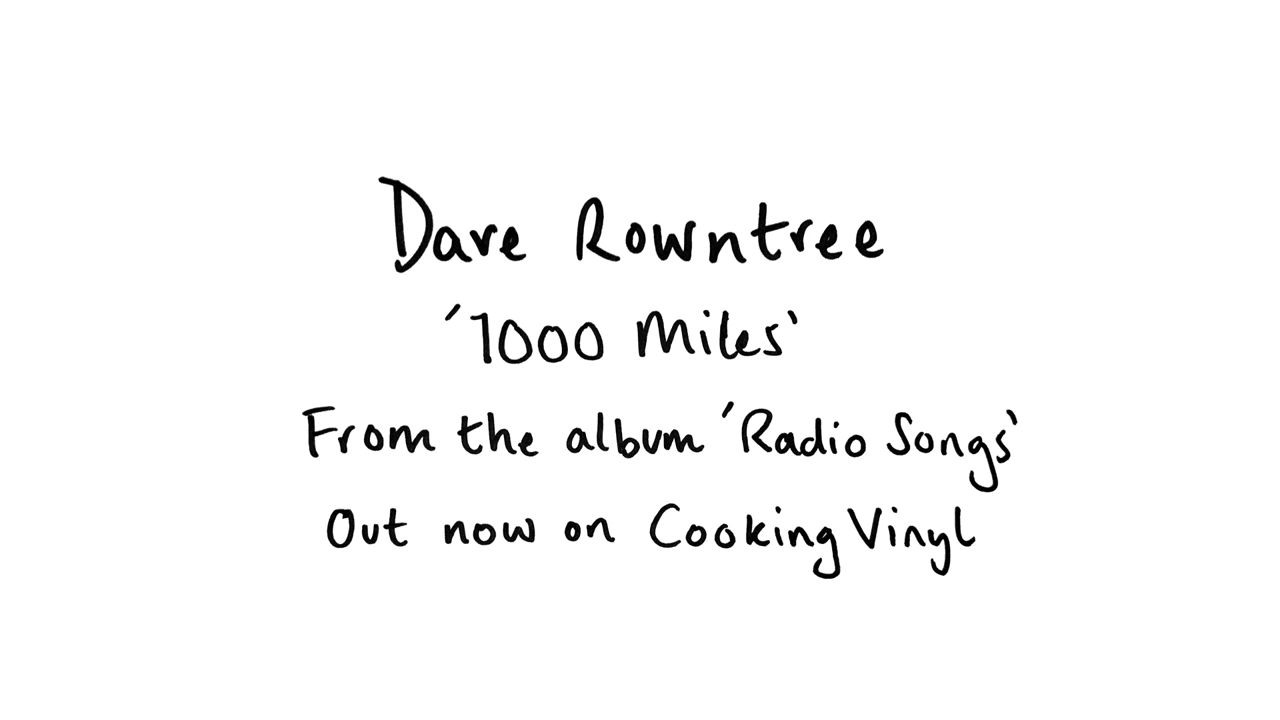 Dave Rowntree
'1000 Miles'
From the album 'Radio Songs'
Out now on Cooking Vinyl